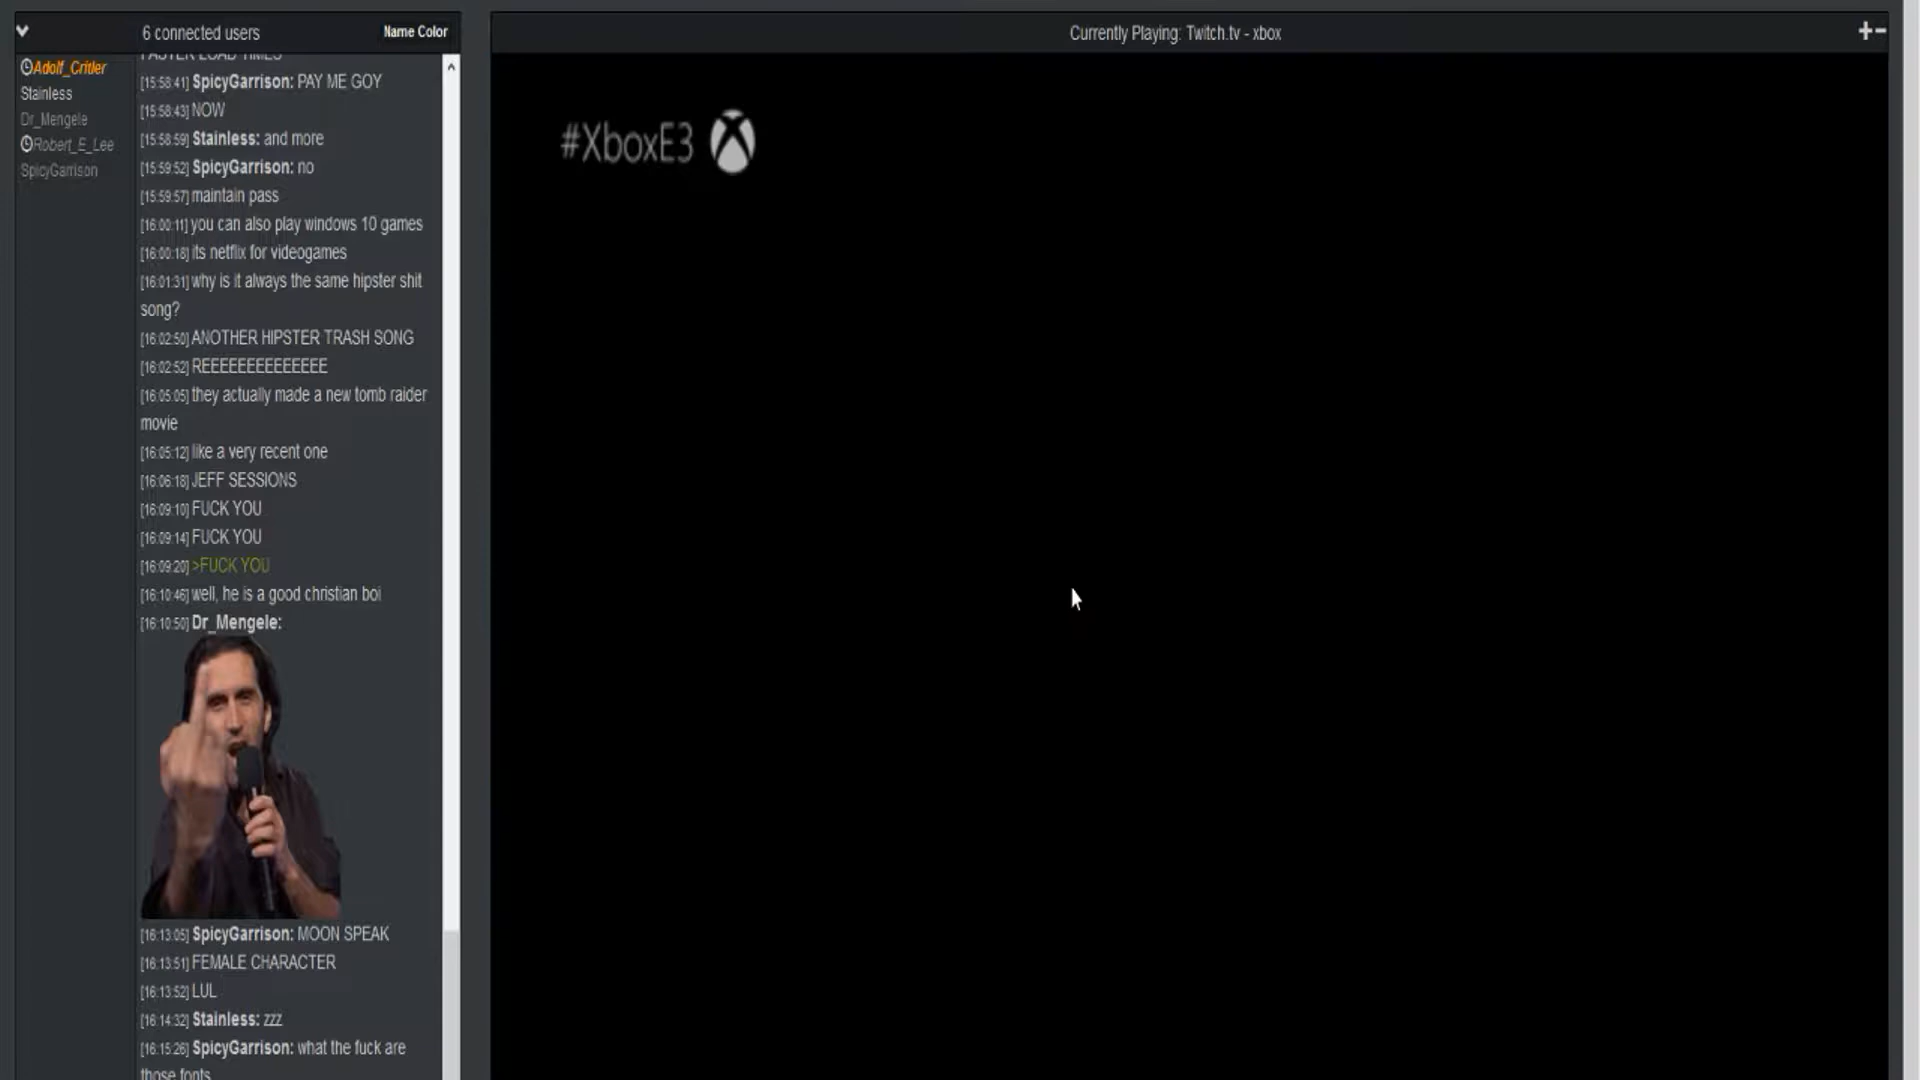 6 connected users
Name Color
Currently Playing: Twitch.tv - xbox
Adolf_Critler
Stainless
Dr_Mengele
Robert_E_Lee
SpicyGarrison
FASTER LOAD TIMES
[15:58:41] SpicyGarrison: PAY ME GOY
[15:58:43] NOW
[15:58:59] Stainless: and more
[15:59:52] SpicyGarrison: no
[15:59:57] maintain pass
[16:00:11] you can also play windows 10 games
[16:00:18] its netflix for videogames
[16:01:31] why is it always the same hipster shit
song?
[16:02:50] ANOTHER HIPSTER TRASH SONG
[16:02:52] REEEEEEEEEEEEEE
[16:05:05] they actually made a new tomb raider
movie
[16:05:12] like a very recent one
[16:06:18] JEFF SESSIONS
[16:09:10] FUCK YOU
[16:09:14] FUCK YOU
[16:09:20] >FUCK YOU
[16:10:46] well, he is a good christian boi
[16:10:50] Dr_Mengele:
[16:13:05] SpicyGarrison: MOON SPEAK
[16:13:51] FEMALE CHARACTER
[16:13:52] LUL
[16:14:32] Stainless: zzz
[16:15:26] SpicyGarrison: what the fuck are
those fonts
#XboxE3